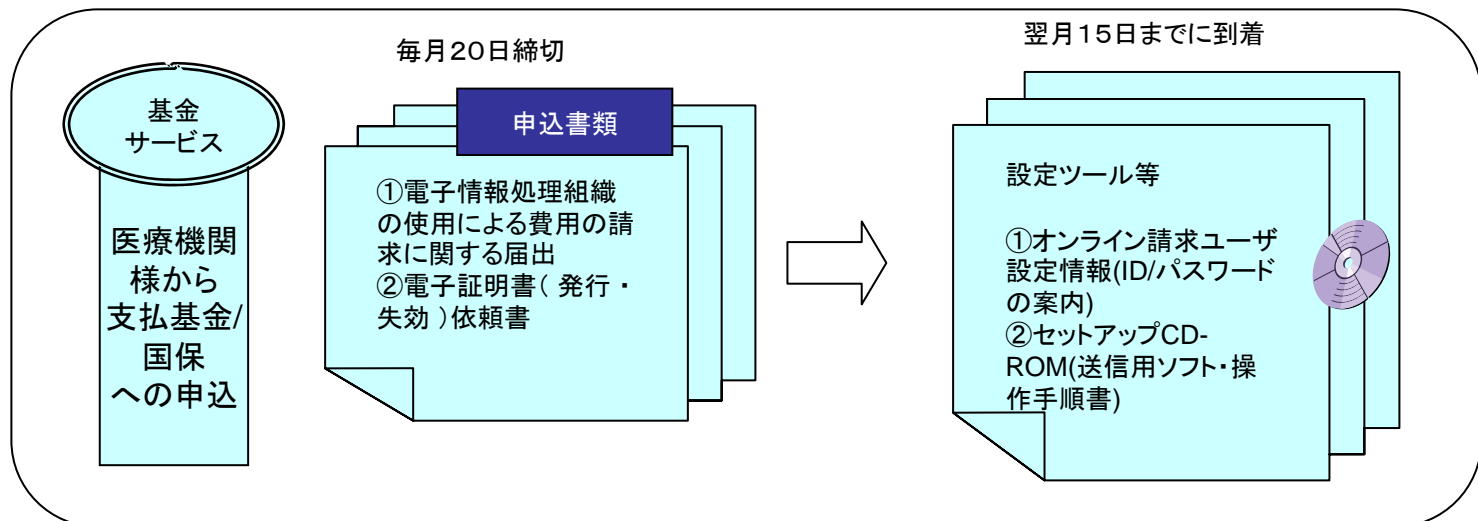 基金
サービス
医療機関
様から
支払基金/
国保
への申込
毎月20日締切
申込書類
①電子情報処理組織
の使用による費用の請
求に関する届出
②電子証明書( 発行 ・
失効 )依頼書
翌月15日までに到着
設定ツール等
①オンライン請求ユーザ
設定情報(ID/パスワード
の案内)
②セットアップCD-
ROM(送信用ソフト・操
作手順書)